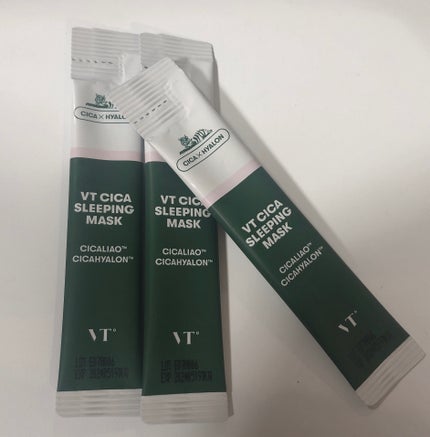 CICA × HYALON
VT CICA
SLEEPING
MASK
CICALIAO™
CICAHYALON™
VT
CICA × HYALON
VT CICA
SLEEPING
MASK
CICALIAO™
CICAHYALON™
VT
CICA × HYALON
VT CICA
SLEEPING
MASK
CICALIAO™
CICAHYALON™
VT